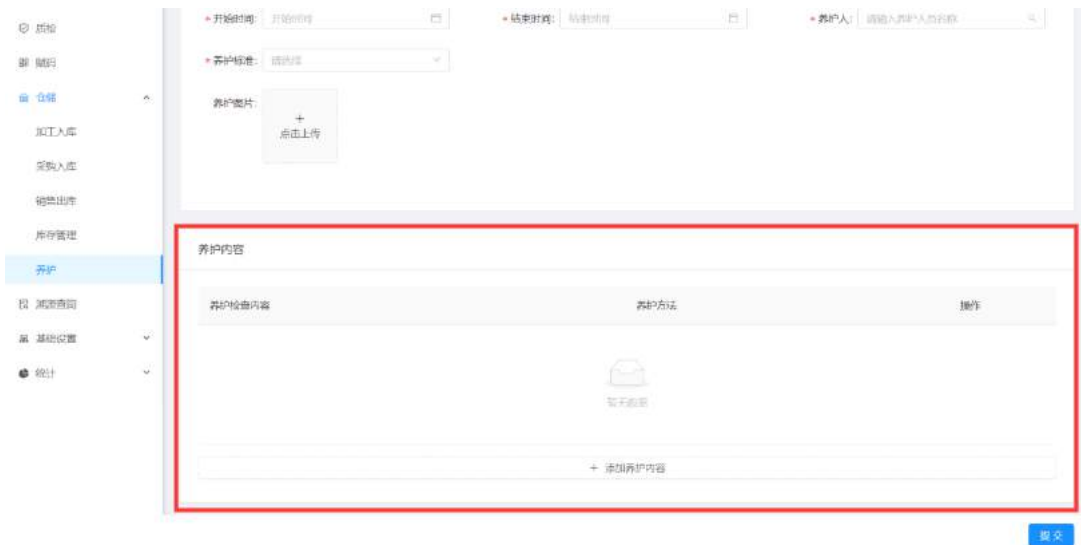 质检
赋码
仓储
加工入库
采购入库
销售出库
库存管理
养护
溯源查询
基础设置
统计
* 开始时间: 开始时间
* 结束时间: 结束时间
* 养护人: 请输入养护人员名称
* 养护标准: 请选择
养护图片:
+
点击上传
养护内容
养护检查内容 养护方法 操作
暂无数据
+ 添加养护内容
提交